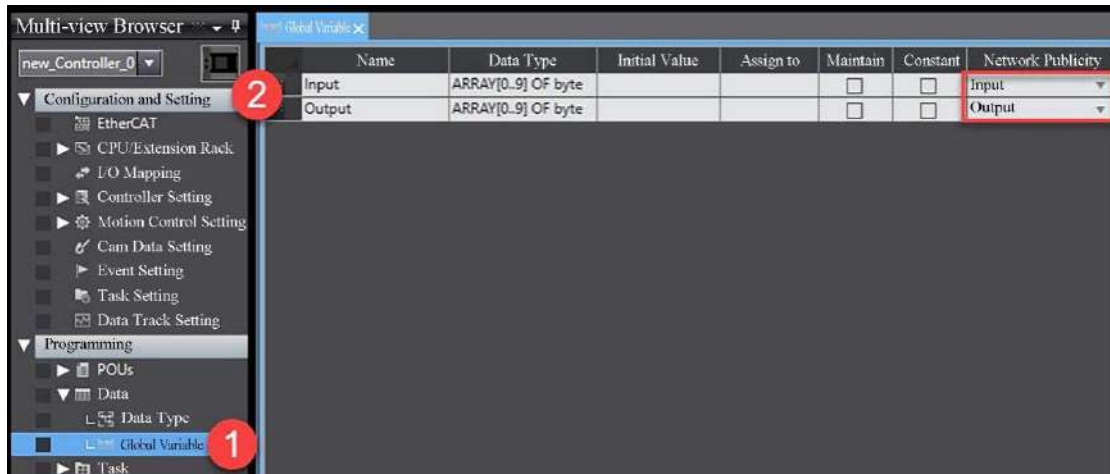 Multi-view Browser
new_Controller_0
Configuration and Setting
EtherCAT
CPU/Extension Rack
I/O Mapping
Controller Setting
Motion Control Setting
Cam Data Setting
Event Setting
Task Setting
Data Track Setting
Programming
POUs
Data
Data Type
Global Variable
1
Task
Global Variable
2
Name Data Type Initial Value Assign to Maintain Constant Network Publicity
Input ARRAY[0..9] OF byte Input
Output ARRAY[0..9] OF byte Output